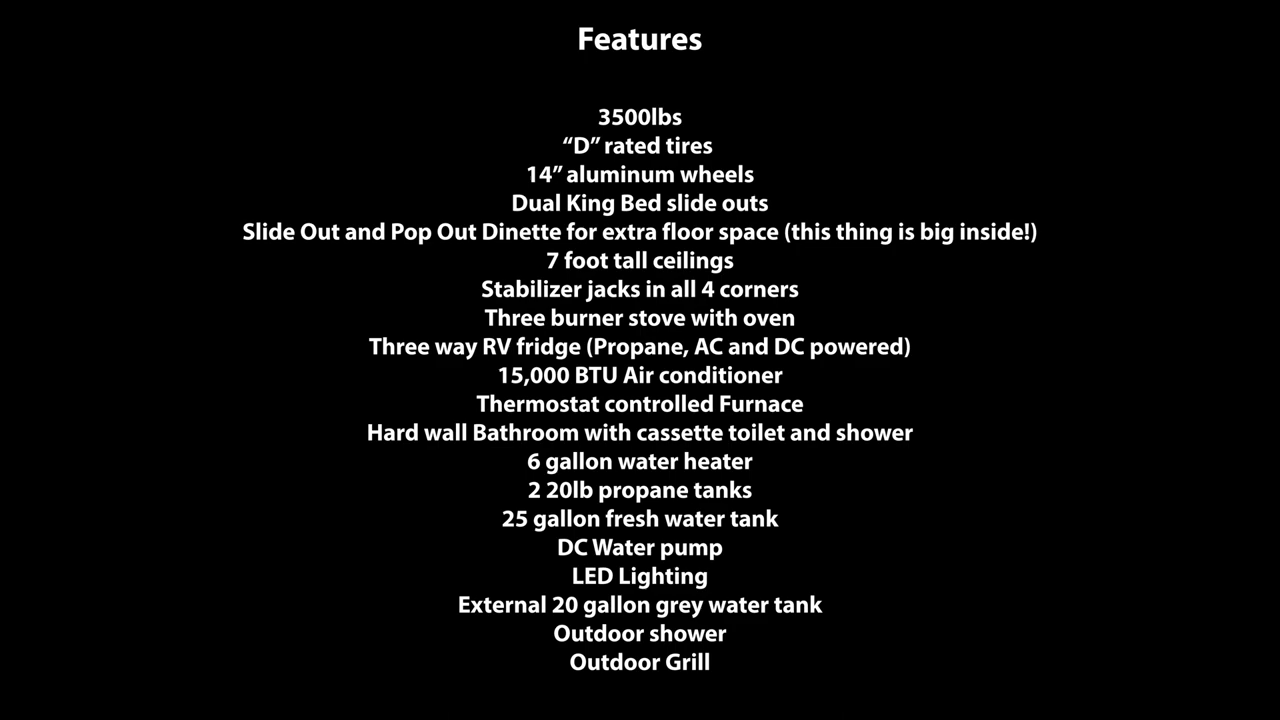 Features
3500lbs
“D” rated tires
14” aluminum wheels
Dual King Bed slide outs
Slide Out and Pop Out Dinette for extra floor space (this thing is big inside!)
7 foot tall ceilings
Stabilizer jacks in all 4 corners
Three burner stove with oven
Three way RV fridge (Propane, AC and DC powered)
15,000 BTU Air conditioner
Thermostat controlled Furnace
Hard wall Bathroom with cassette toilet and shower
6 gallon water heater
2 20lb propane tanks
25 gallon fresh water tank
DC Water pump
LED Lighting
External 20 gallon grey water tank
Outdoor shower
Outdoor Grill